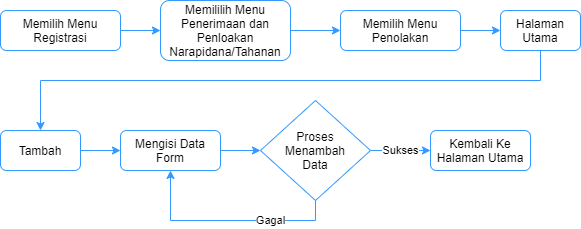 Memilih Menu
Registrasi
Memililih Menu
Penerimaan dan
Penloakan
Narapidana/Tahanan
Memilih Menu
Penolakan
Halaman
Utama
Tambah
Mengisi Data
Form
Proses
Menambah
Data
Sukses
Kembali Ke
Halaman Utama
Gagal